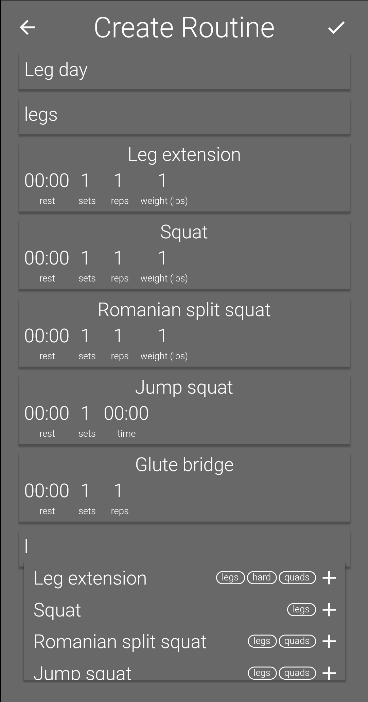 Create Routine
Leg day
legs
Leg extension
00:00 1 1 1
rest sets reps weight (lbs)
Squat
00:00 1 1 1
rest sets reps weight (lbs)
Romanian split squat
00:00 1 1 1
rest sets reps weight (lbs)
Jump squat
00:00 1 00:00
rest sets time
Glute bridge
00:00 1 1
rest sets reps
l
Leg extension legs hard quads +
Squat legs +
Romanian split squat legs quads +
Jump squat legs quads +